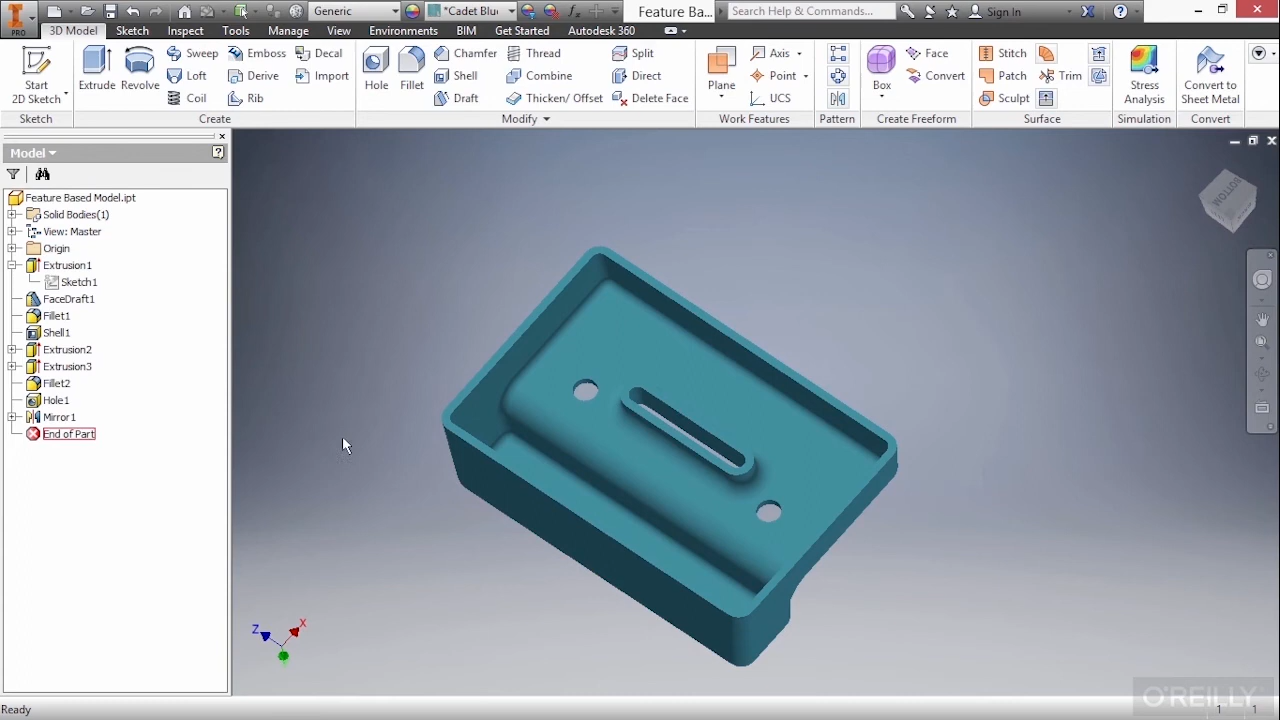 PRO
Generic
*Cadet Blu
fx
Feature Ba...
Search Help & Commands...
Sign In
3D Model Sketch Inspect Tools Manage View Environments BIM Get Started Autodesk 360
Start
2D Sketch
Extrude
Revolve
Sweep
Loft
Coil
Emboss
Derive
Rib
Decal
Import
Hole
Fillet
Chamfer
Shell
Draft
Thread
Combine
Thicken/ Offset
Split
Direct
Delete Face
Plane
Axis
Point
UCS
Box
Face
Convert
Stitch
Patch
Sculpt
Trim
Stress
Analysis
Convert to
Sheet Metal
Sketch Create Modify Work Features Pattern Create Freeform Surface Simulation Convert
Model
Feature Based Model.ipt
Solid Bodies(1)
View: Master
Origin
Extrusion1
Sketch1
FaceDraft1
Fillet1
Shell1
Extrusion2
Extrusion3
Fillet2
Hole1
Mirror1
End of Part
BOTTOM
Z
X
O'REILLY
Ready
1 1